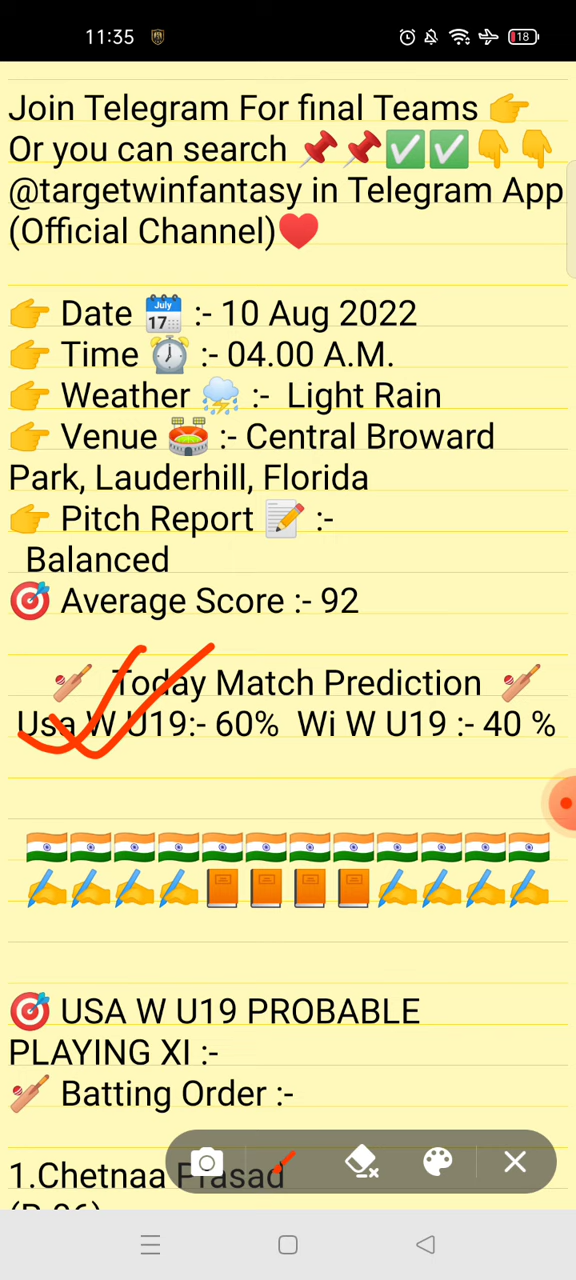 11:35
18
Join Telegram For final Teams 👉
Or you can search 📌📌✅✅👇👇
@targetwinfantasy in Telegram App
(Official Channel)❤️
👉 Date 📅 :- 10 Aug 2022
👉 Time ⏰ :- 04.00 A.M.
👉 Weather ⛈️ :- Light Rain
👉 Venue 🏟️ :- Central Broward
Park, Lauderhill, Florida
👉 Pitch Report 📝 :-
Balanced
🎯 Average Score :- 92
🏏 Today Match Prediction 🏏
Usa W U19:- 60% Wi W U19 :- 40 %
🇮🇳🇮🇳🇮🇳🇮🇳🇮🇳🇮🇳🇮🇳🇮🇳🇮🇳🇮🇳🇮🇳🇮🇳
✍️✍️✍️✍️📙📙📙📙✍️✍️✍️✍️
🎯 USA W U19 PROBABLE
PLAYING XI :-
🏏 Batting Order :-
1.Chetnaa Prasad